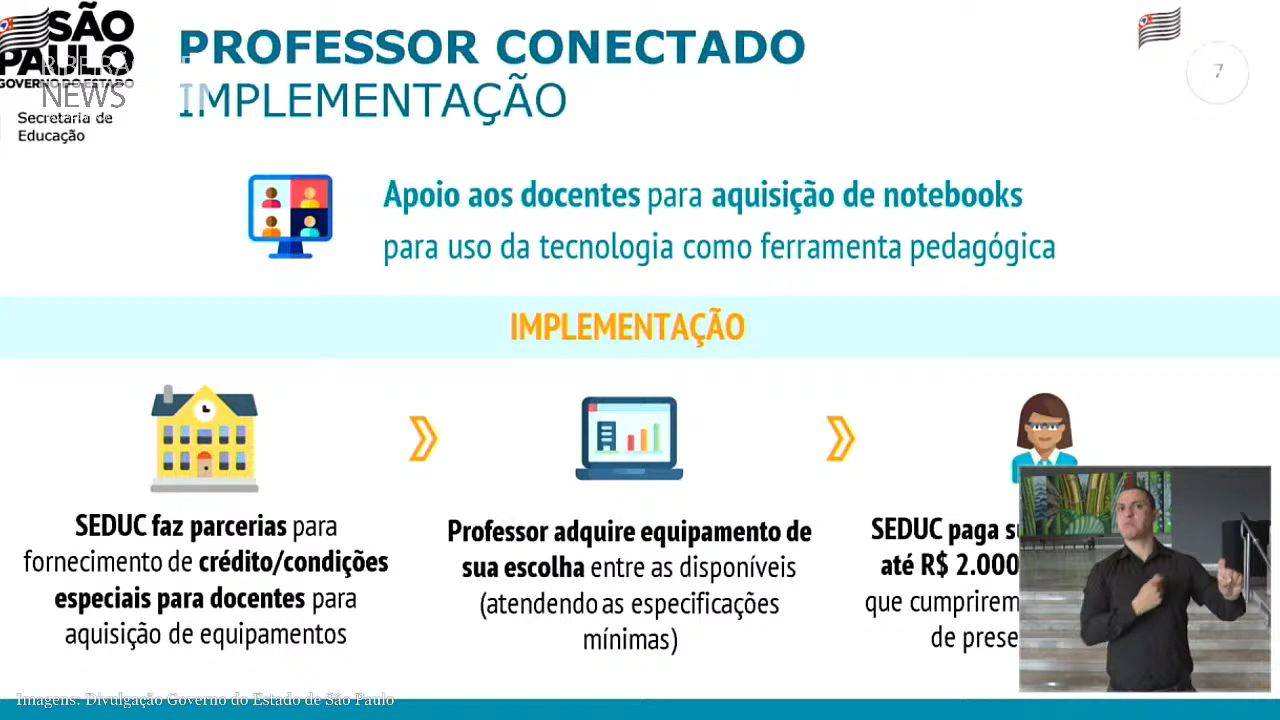 SÃO
PAULO
GOVERNO DO ESTADO
NEWS
Secretaria de
Educação
PROFESSOR CONECTADO
IMPLEMENTAÇÃO
7
Apoio aos docentes para aquisição de notebooks
para uso da tecnologia como ferramenta pedagógica
IMPLEMENTAÇÃO
SEDUC faz parcerias para
fornecimento de crédito/condições
especiais para docentes para
aquisição de equipamentos
Professor adquire equipamento de
sua escolha entre as disponíveis
(atendendo as especificações
mínimas)
SEDUC paga
até R$ 2.000
que cumprirem
de
Imagens: Divulgação Governo do Estado de São Paulo